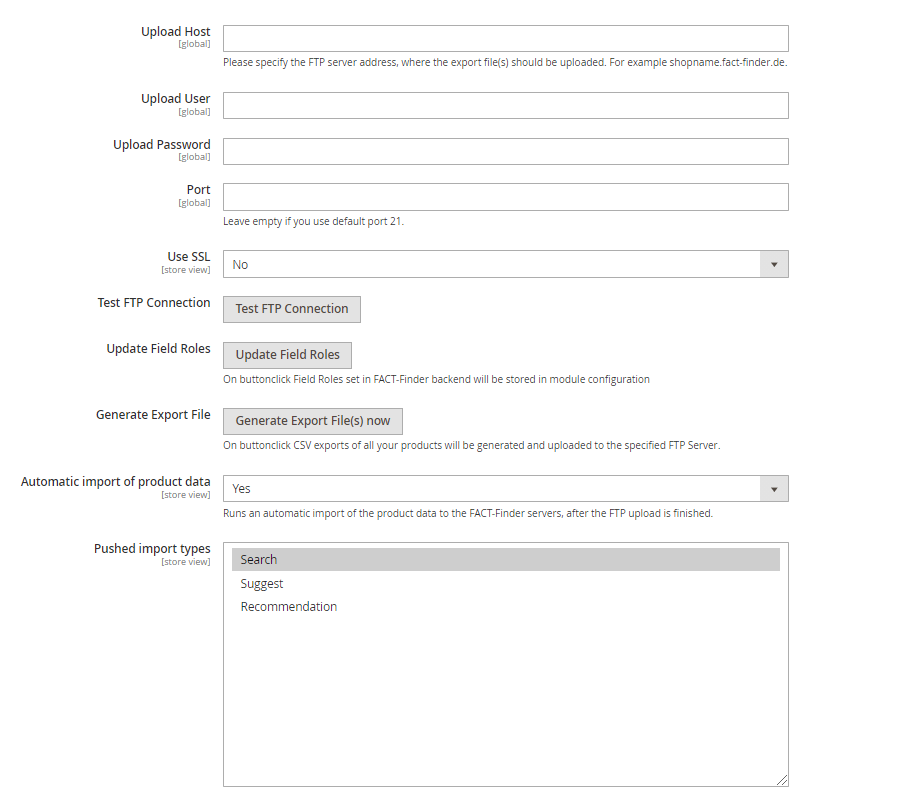 Upload Host
[global]
Please specify the FTP server address, where the export file(s) should be uploaded. For example shopname.fact-finder.de.
Upload User
[global]
Upload Password
[global]
Port
[global]
Leave empty if you use default port 21.
Use SSL
[store view]
No
Test FTP Connection
Test FTP Connection
Update Field Roles
Update Field Roles
On buttonclick Field Roles set in FACT-Finder backend will be stored in module configuration
Generate Export File
Generate Export File(s) now
On buttonclick CSV exports of all your products will be generated and uploaded to the specified FTP Server.
Automatic import of product data
[store view]
Yes
Runs an automatic import of the product data to the FACT-Finder servers, after the FTP upload is finished.
Pushed import types
[store view]
Search
Suggest
Recommendation